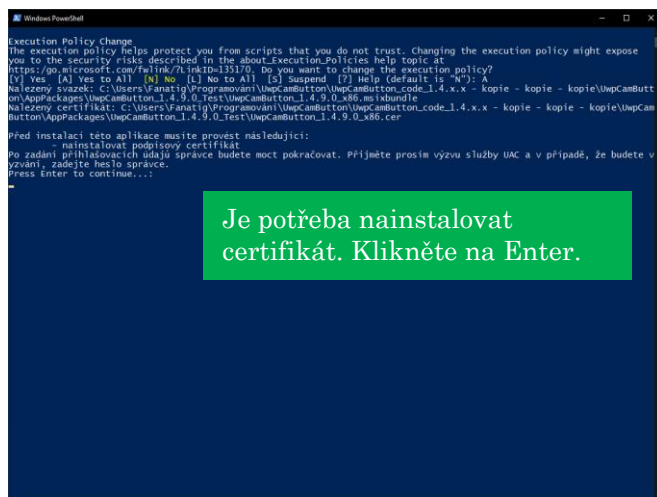 Windows PowerShell
Execution Policy Change
The execution policy helps protect you from scripts that you do not trust. Changing the execution policy might expose
you to the security risks described in the about_Execution_Policies help topic at
https:/go.microsoft.com/fwlink/?LinkID=135170. Do you want to change the execution policy?
[Y] Yes  [A] Yes to All  [N] No  [L] No to All  [S] Suspend  [?] Help (default is "N"): A
Nalezený svazek: C:\Users\Fanatig\Programování\UwpCamButton\UwpCamButton_code_1.4.x.x - kopie - kopie - kopie\UwpCamButt
on\AppPackages\UwpCamButton_1.4.9.0_Test\UwpCamButton_1.4.9.0_x86.msixbundle
Nalezený certifikát: C:\Users\Fanatig\Programování\UwpCamButton\UwpCamButton_code_1.4.x.x - kopie - kopie - kopie\UwpCam
Button\AppPackages\UwpCamButton_1.4.9.0_Test\UwpCamButton_1.4.9.0_x86.cer
Před instalací této aplikace musíte provést následující:
- nainstalovat podpisový certifikát
Po zadání přihlašovacích údajů správce budete moct pokračovat. Přijměte prosím výzvu služby UAC a v případě, že budete v
yzváni, zadejte heslo správce.
Press Enter to continue...:
Je potřeba nainstalovat
certifikát. Klikněte na Enter.